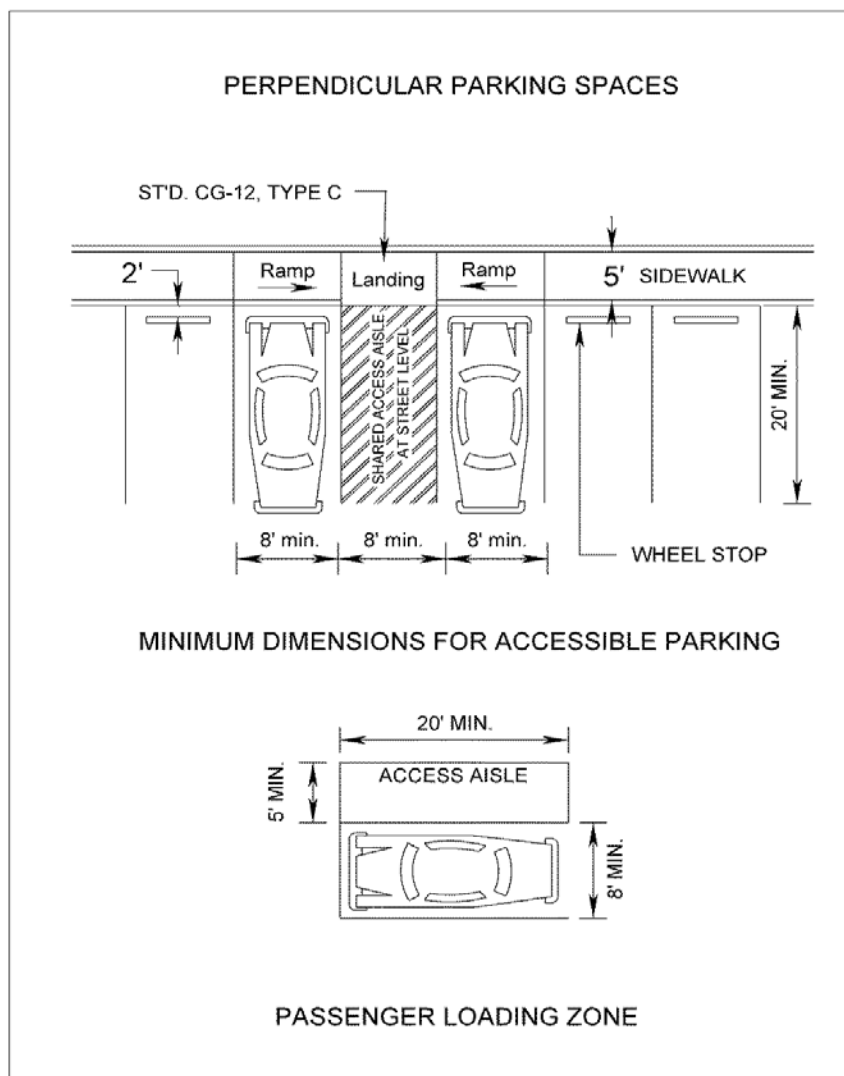 PERPENDICULAR PARKING SPACES
ST'D. CG-12, TYPE C
2'
Ramp
Landing
Ramp
5' SIDEWALK
SHARED ACCESS AISLE
AT STREET LEVEL
20' MIN.
8' min.
8' min.
8' min.
WHEEL STOP
MINIMUM DIMENSIONS FOR ACCESSIBLE PARKING
20' MIN.
5' MIN.
ACCESS AISLE
8' MIN.
PASSENGER LOADING ZONE